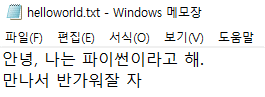 helloworld.txt - Windows 메모장
파일(F) 편집(E) 서식(O) 보기(V) 도움말
안녕, 나는 파이썬이라고 해.
만나서 반가워잘 자